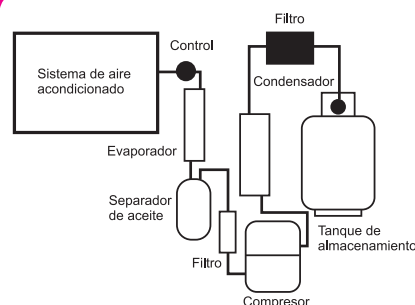 Filtro
Control
Sistema de aire
acondicionado
Condensador
Evaporador
Separador
de aceite
Tanque de
almacenamiento
Filtro
Compresor